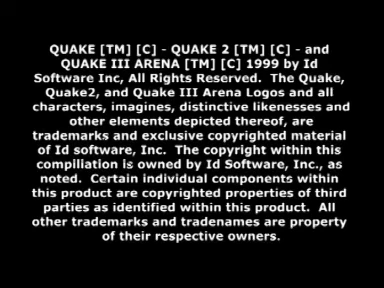 QUAKE [TM] [C] - QUAKE 2 [TM] [C] - and
QUAKE III ARENA [TM] [C] 1999 by Id
Software Inc, All Rights Reserved. The Quake,
Quake2, and Quake III Arena Logos and all
characters, imagines, distinctive likenesses and
other elements depicted thereof, are
trademarks and exclusive copyrighted material
of Id software, Inc. The copyright within this
compiliation is owned by Id Software, Inc., as
noted. Certain individual components within
this product are copyrighted properties of third
parties as identified within this product. All
other trademarks and tradenames are property
of their respective owners.